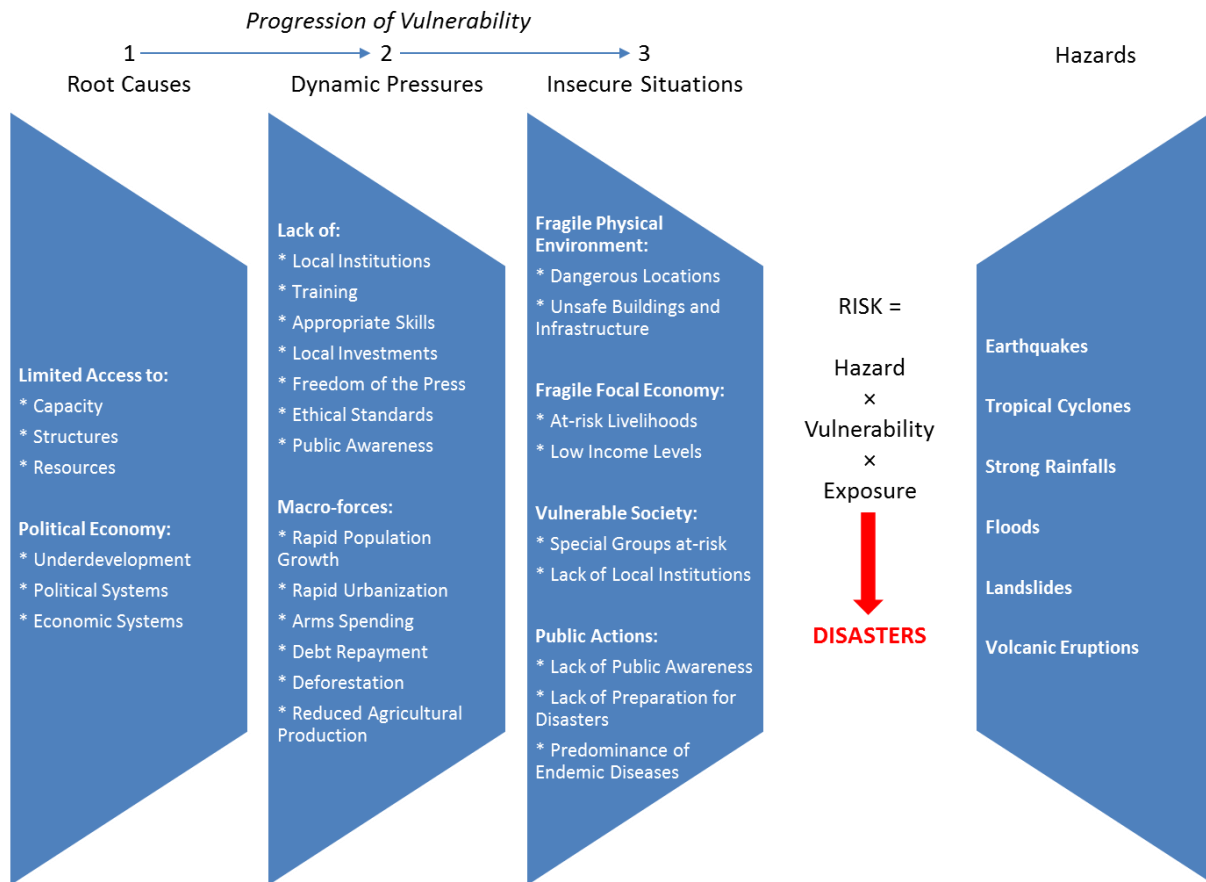 Progression of Vulnerability
1
2
3
Root Causes
Dynamic Pressures
Insecure Situations
Hazards
Limited Access to:
* Capacity
* Structures
* Resources
Political Economy:
* Underdevelopment
* Political Systems
* Economic Systems
Lack of:
* Local Institutions
* Training
* Appropriate Skills
* Local Investments
* Freedom of the Press
* Ethical Standards
* Public Awareness
Macro-forces:
* Rapid Population
Growth
* Rapid Urbanization
* Arms Spending
* Debt Repayment
* Deforestation
* Reduced Agricultural
Production
Fragile Physical
Environment:
* Dangerous Locations
* Unsafe Buildings and
Infrastructure
Fragile Focal Economy:
* At-risk Livelihoods
* Low Income Levels
Vulnerable Society:
* Special Groups at-risk
* Lack of Local Institutions
Public Actions:
* Lack of Public Awareness
* Lack of Preparation for
Disasters
* Predominance of
Endemic Diseases
RISK =
Hazard
×
Vulnerability
×
Exposure
DISASTERS
Earthquakes
Tropical Cyclones
Strong Rainfalls
Floods
Landslides
Volcanic Eruptions